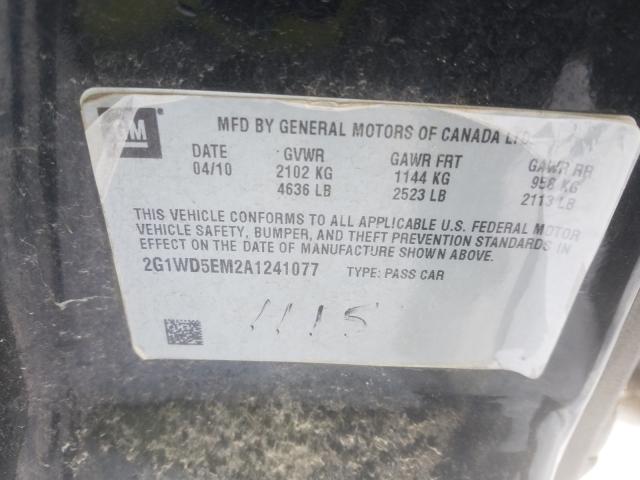 GM
MFD BY GENERAL MOTORS OF CANADA LTD.
DATE GVWR GAWR FRT GAWR RR
04/10 2102 KG 1144 KG 958 KG
4636 LB 2523 LB 2113 LB
THIS VEHICLE CONFORMS TO ALL APPLICABLE U.S. FEDERAL MOTOR
VEHICLE SAFETY, BUMPER, AND THEFT PREVENTION STANDARDS IN
EFFECT ON THE DATE OF MANUFACTURE SHOWN ABOVE.
2G1WD5EM2A1241077 TYPE: PASS CAR
1115